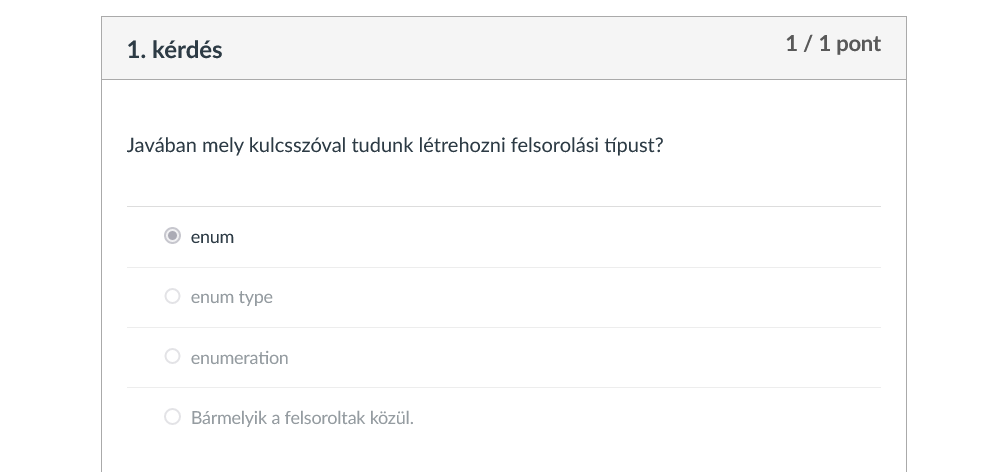 1. kérdés
1 / 1 pont
Javában mely kulcsszóval tudunk létrehozni felsorolási típust?
enum
enum type
enumeration
Bármelyik a felsoroltak közül.